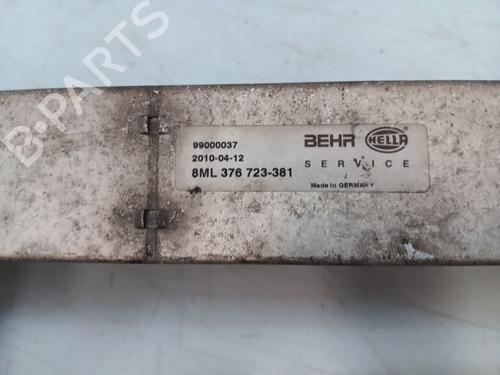 99000037
2010-04-12
8ML 376 723-381
BEHR HELLA
SERVICE
Made in GERMANY
B-PARTS